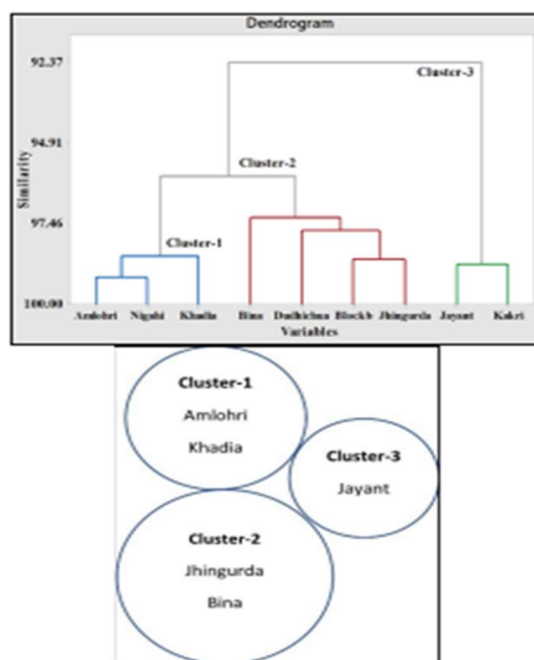 Dendrogram
92.37
Cluster-3
94.91
Cluster-2
Similarity
97.46
Cluster-1
100.00
Amlohri Nigahi Khadia Bina Dudhichua Block b Jhingurda Jayant Kakri
Variables
Cluster-1
Amlohri
Khadia
Cluster-3
Jayant
Cluster-2
Jhingurda
Bina